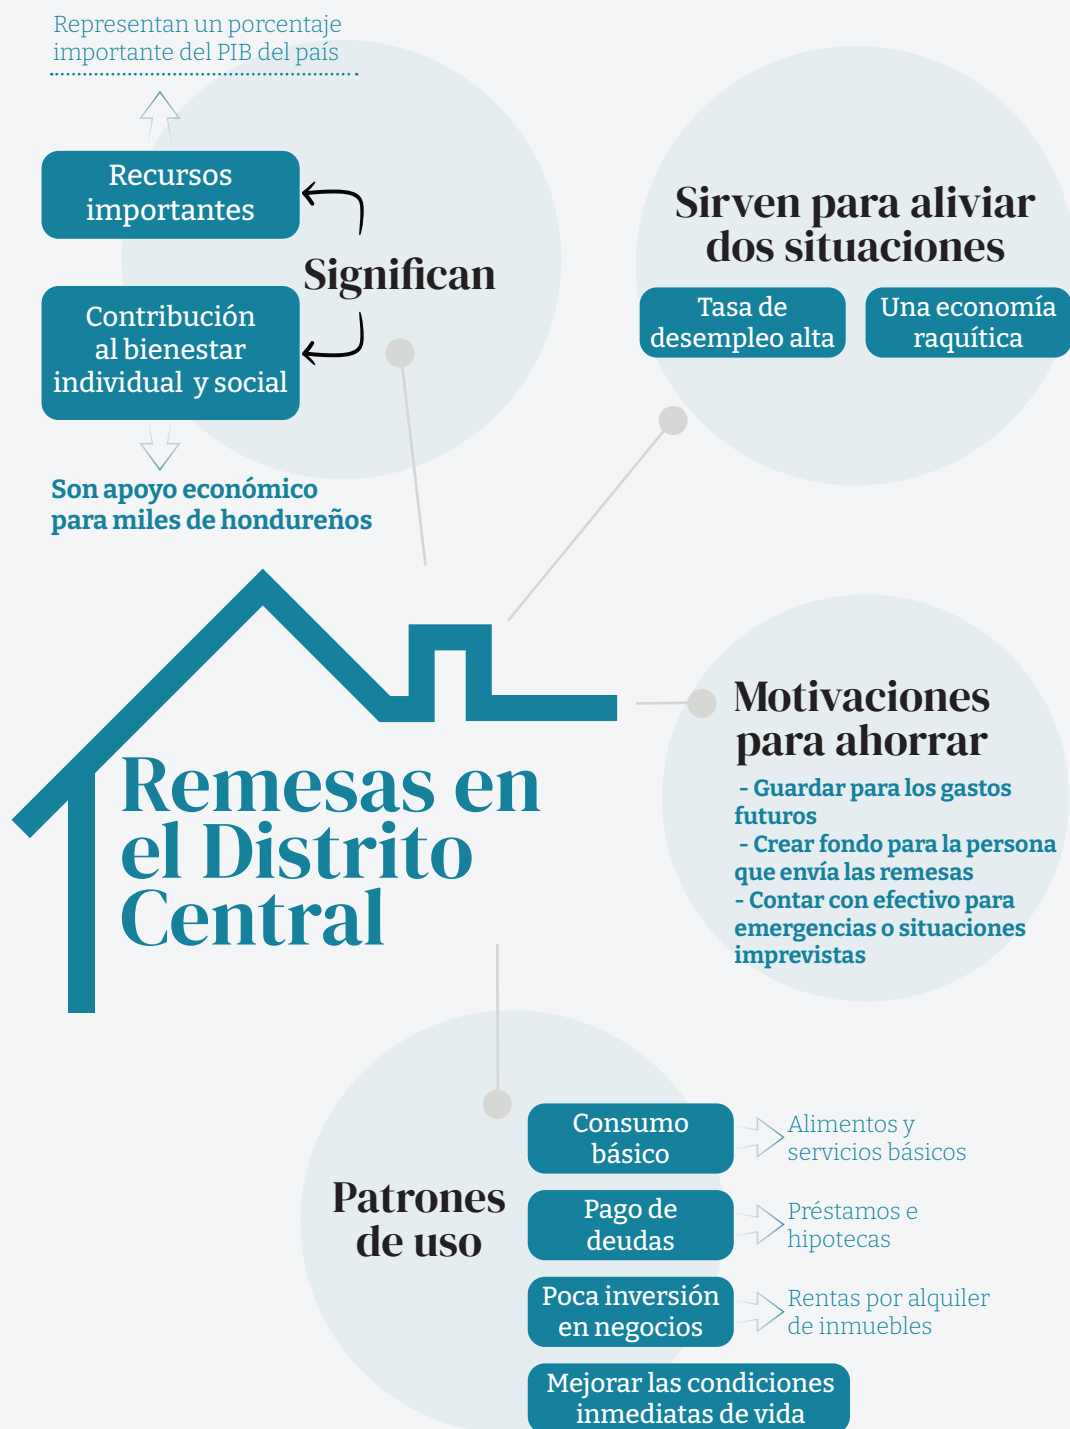 Representan un porcentaje
importante del PIB del país
Recursos
importantes
Significan
Contribución
al bienestar
individual y social
Son apoyo económico
para miles de hondureños
Sirven para aliviar
dos situaciones
Tasa de
desempleo alta
Una economía
raquítica
Remesas en
el Distrito
Central
Motivaciones
para ahorrar
- Guardar para los gastos
futuros
- Crear fondo para la persona
que envía las remesas
- Contar con efectivo para
emergencias o situaciones
imprevistas
Patrones
de uso
Consumo
básico
Alimentos y
servicios básicos
Pago de
deudas
Préstamos e
hipotecas
Poca inversión
en negocios
Rentas por alquiler
de inmuebles
Mejorar las condiciones
inmediatas de vida